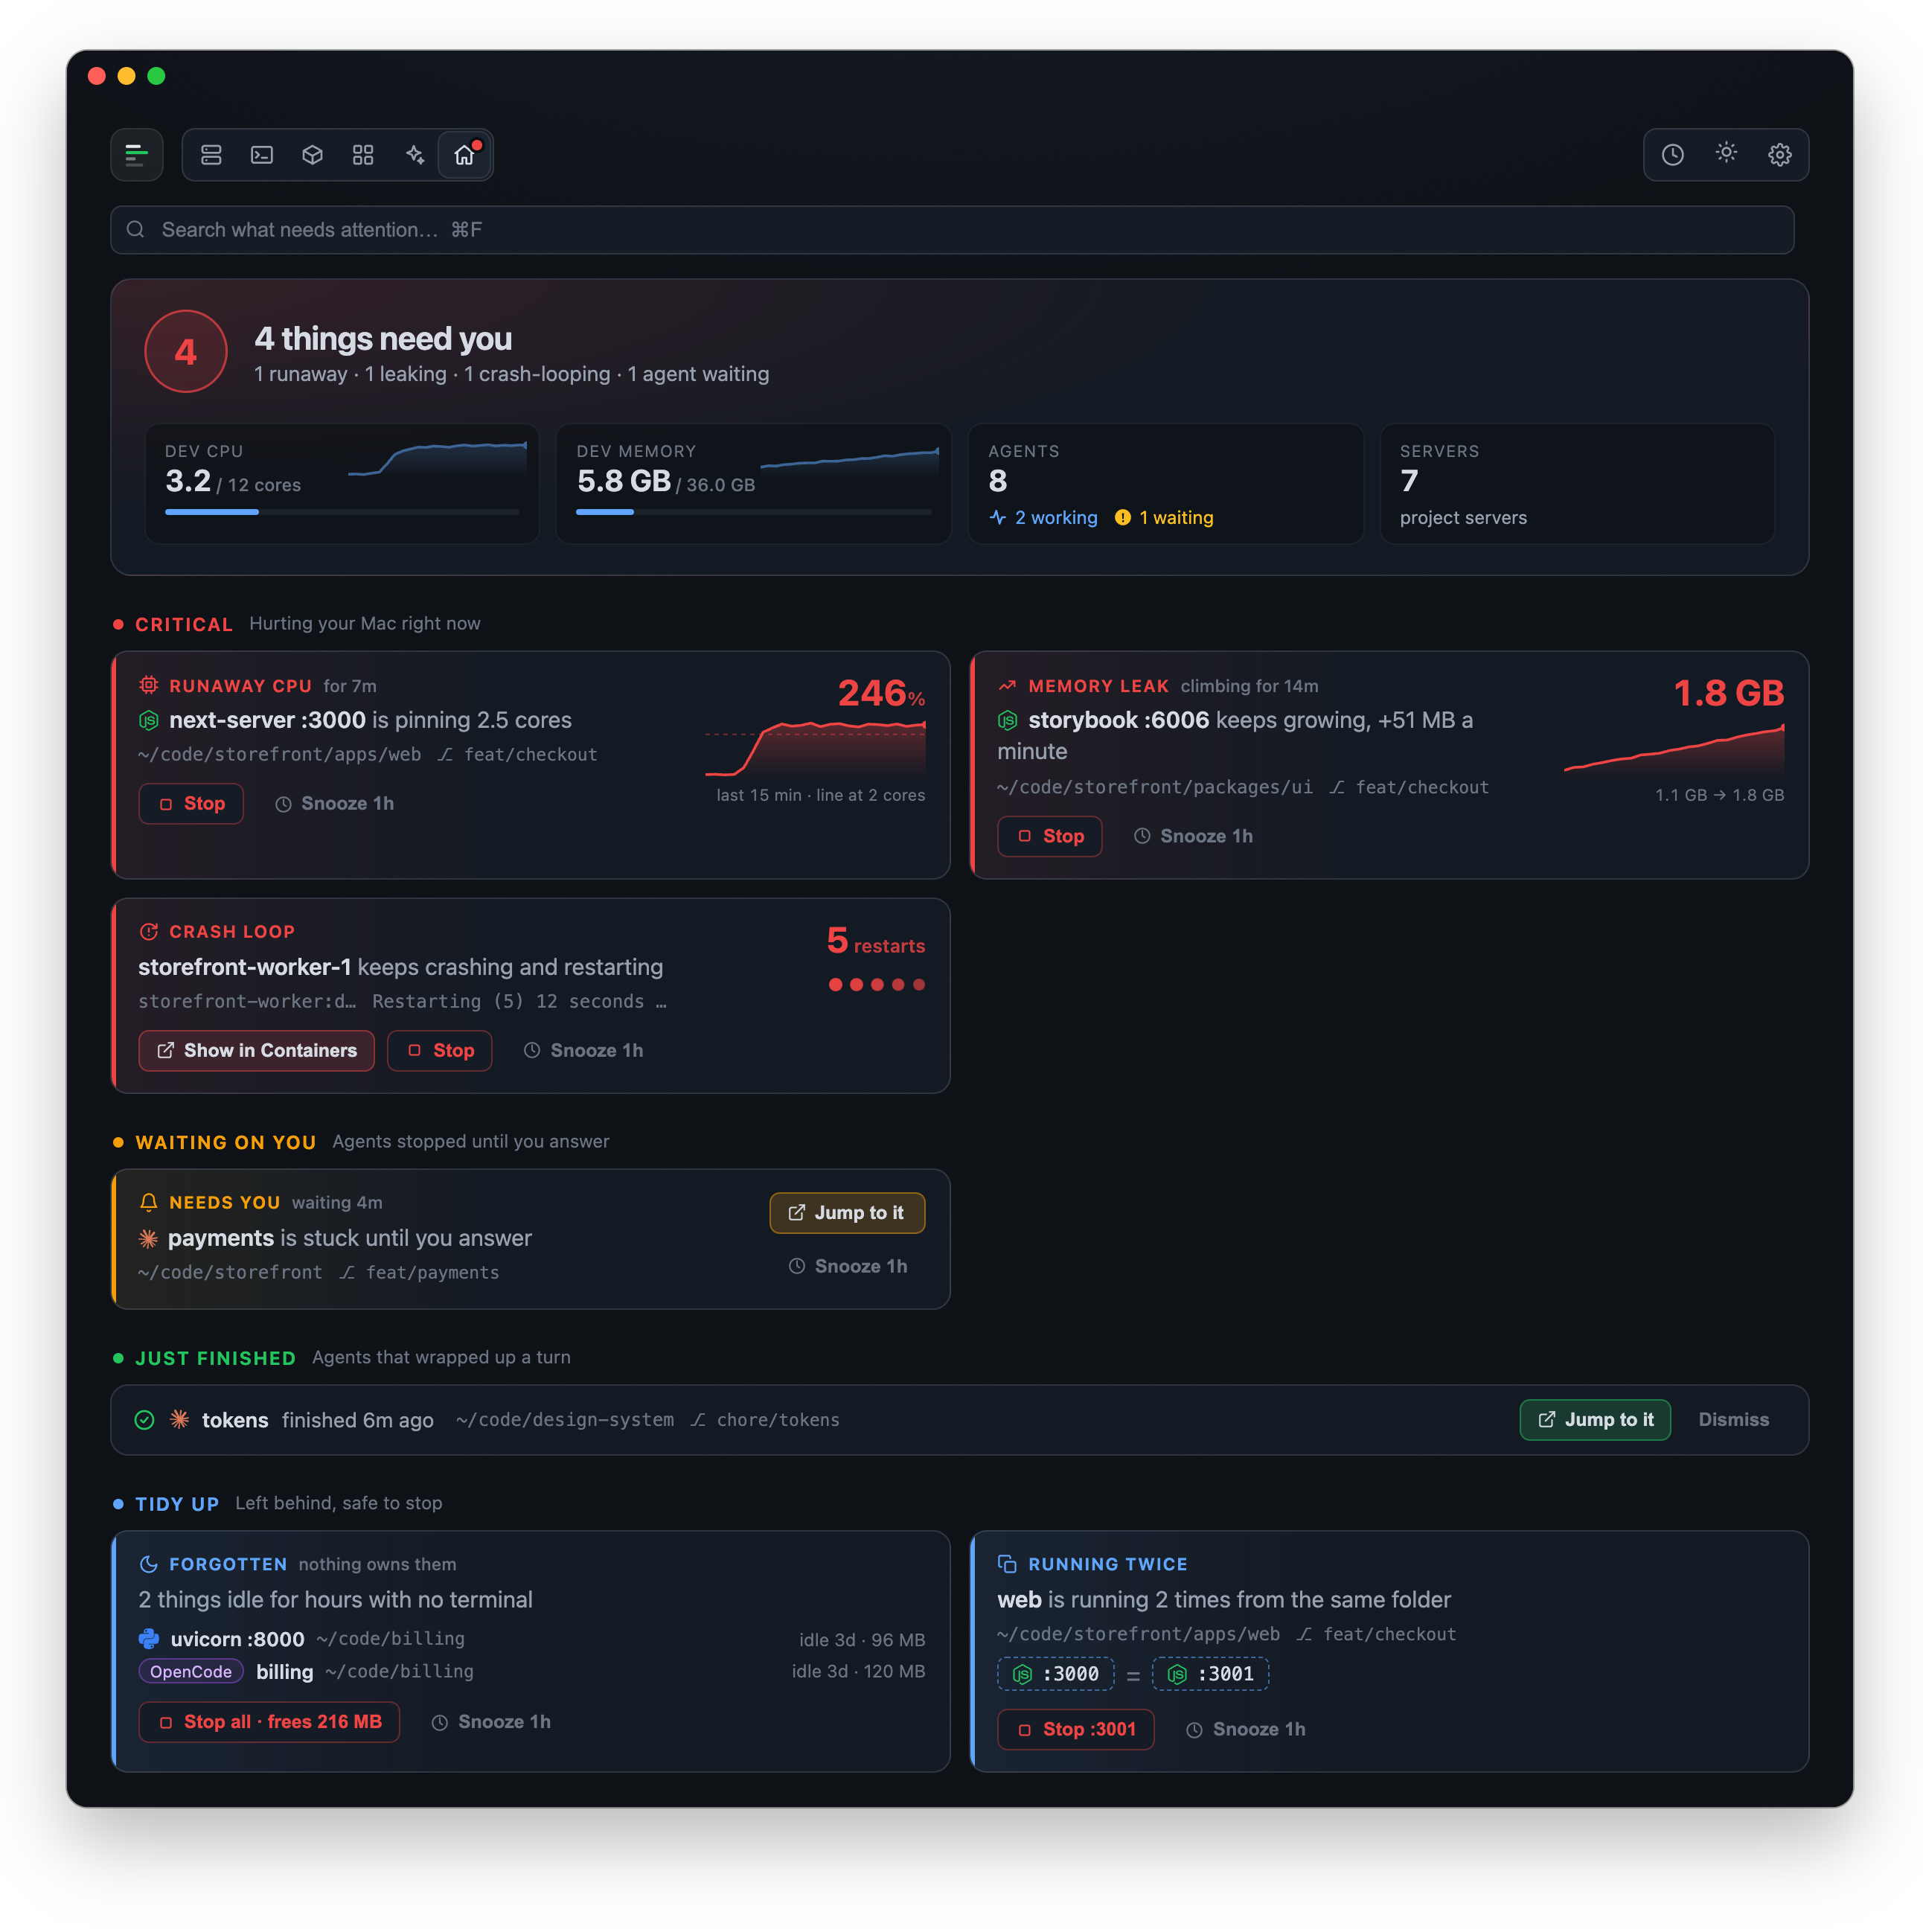 Search what needs attention… ⌘F
4
4 things need you
1 runaway · 1 leaking · 1 crash-looping · 1 agent waiting
DEV CPU
3.2 / 12 cores
DEV MEMORY
5.8 GB / 36.0 GB
AGENTS
8
2 working 1 waiting
SERVERS
7
project servers
CRITICAL Hurting your Mac right now
RUNAWAY CPU for 7m
246%
next-server :3000 is pinning 2.5 cores
~/code/storefront/apps/web feat/checkout
last 15 min · line at 2 cores
Stop Snooze 1h
MEMORY LEAK climbing for 14m
1.8 GB
storybook :6006 keeps growing, +51 MB a
minute
~/code/storefront/packages/ui feat/checkout
1.1 GB → 1.8 GB
Stop Snooze 1h
CRASH LOOP
5 restarts
storefront-worker-1 keeps crashing and restarting
storefront-worker:d… Restarting (5) 12 seconds …
Show in Containers Stop Snooze 1h
WAITING ON YOU Agents stopped until you answer
NEEDS YOU waiting 4m
Jump to it
payments is stuck until you answer
~/code/storefront feat/payments
Snooze 1h
JUST FINISHED Agents that wrapped up a turn
tokens finished 6m ago ~/code/design-system chore/tokens Jump to it Dismiss
TIDY UP Left behind, safe to stop
FORGOTTEN nothing owns them
2 things idle for hours with no terminal
uvicorn :8000 ~/code/billing idle 3d · 96 MB
OpenCode billing ~/code/billing idle 3d · 120 MB
Stop all · frees 216 MB Snooze 1h
RUNNING TWICE
web is running 2 times from the same folder
~/code/storefront/apps/web feat/checkout
JS :3000 = JS :3001
Stop :3001 Snooze 1h